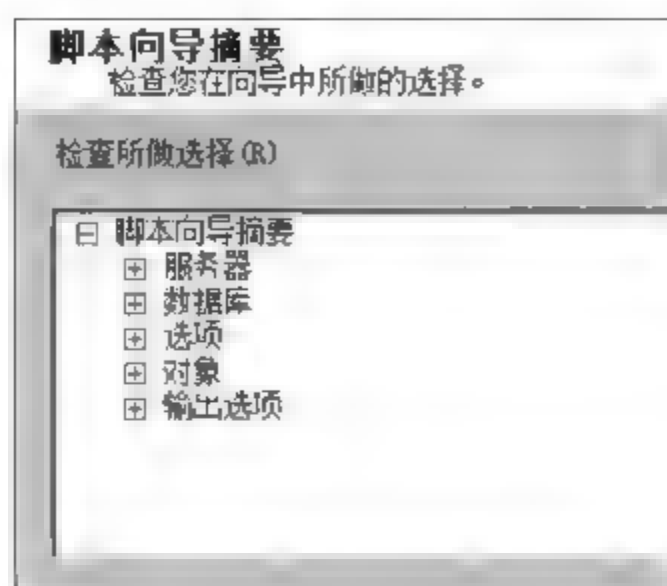 脚本向导摘要
检查您在向导中所做的选择。
检查所做选择(R)
脚本向导摘要
服务器
数据库
选项
对象
输出选项